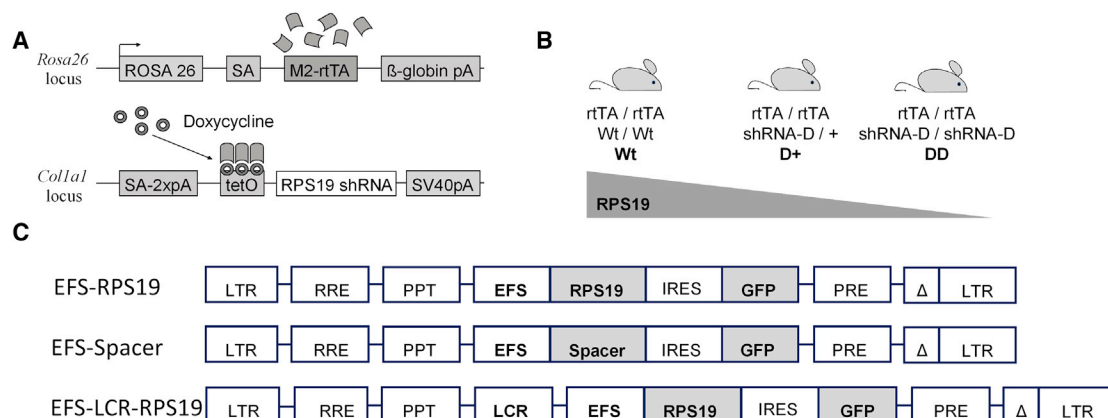 A
Rosa26
locus
ROSA 26
SA
M2-rtTA
ß-globin pA
Doxycycline
Col1a1
locus
SA-2xpA
tetO
RPS19 shRNA
SV40pA
B
rtTA / rtTA
Wt / Wt
Wt
rtTA / rtTA
shRNA-D / +
D+
rtTA / rtTA
shRNA-D / shRNA-D
DD
RPS19
C
EFS-RPS19 LTR RRE PPT EFS RPS19 IRES GFP PRE Δ LTR
EFS-Spacer LTR RRE PPT EFS Spacer IRES GFP PRE Δ LTR
EFS-LCR-RPS19 LTR RRE PPT LCR EFS RPS19 IRES GFP PRE Δ LTR